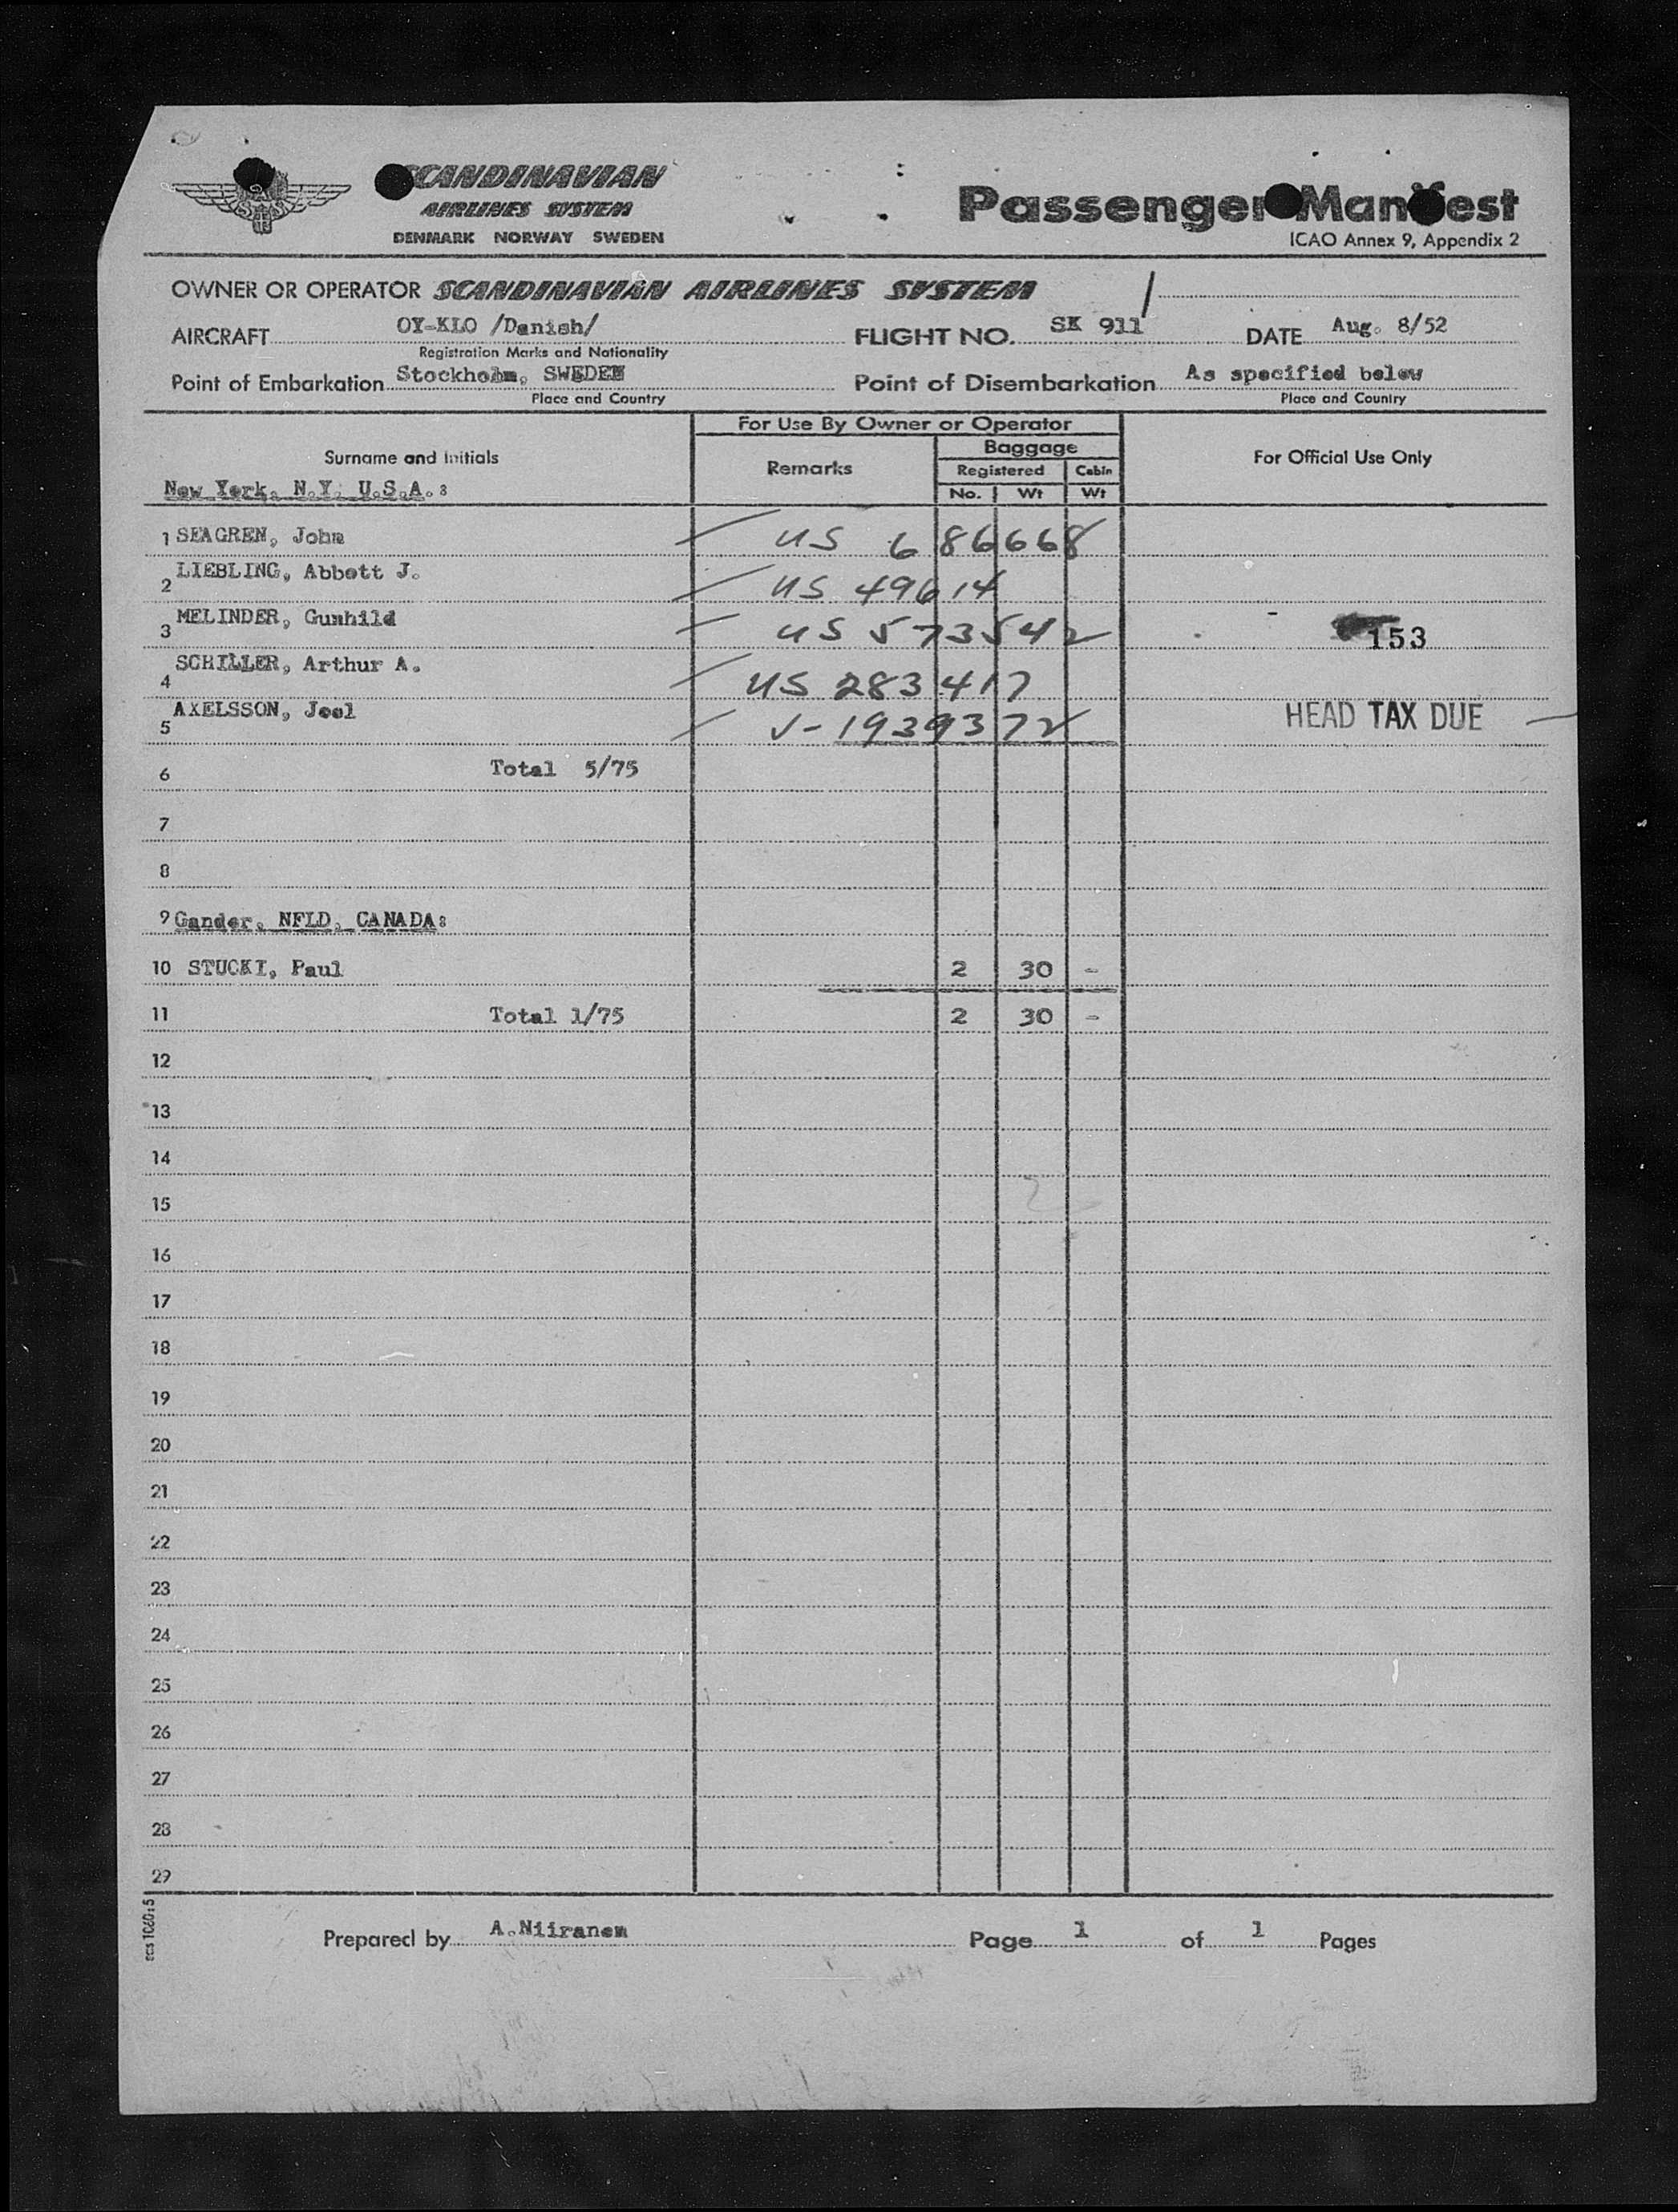 SCANDINAVIAN
AIRLINES SYSTEM
DENMARK NORWAY SWEDEN
SAS
Passenger Manifest
ICAO Annex 9, Appendix 2
OWNER OR OPERATOR SCANDINAVIAN AIRLINES SYSTEM
AIRCRAFT OY-KLO /Danish/ FLIGHT NO. SK 911 DATE Aug. 8/52
Registration Marks and Nationality
Point of Embarkation Stockholm, SWEDEN Point of Disembarkation As specified below
Place and Country Place and Country
For Use By Owner or Operator
Baggage
Surname and Initials Remarks Registered Cabin For Official Use Only
New York, N.Y. U.S.A.: No. Wt Wt
1 SEAGREN, John US 686668
2 LIEBLING, Abbott J. US 49614
3 MELINDER, Gunhild US 573542 153
4 SCHILLER, Arthur A. US 283417
5 AXELSSON, Joel V-1939372 HEAD TAX DUE
6 Total 5/75
7
8
9 Gander, NFLD, CANADA:
10 STUCKI, Paul 2 30 -
11 Total 1/75 2 30 -
12
13
14
15
16
17
18
19
20
21
22
23
24
25
26
27
28
29
Prepared by A.Niiranen Page 1 of 1 Pages